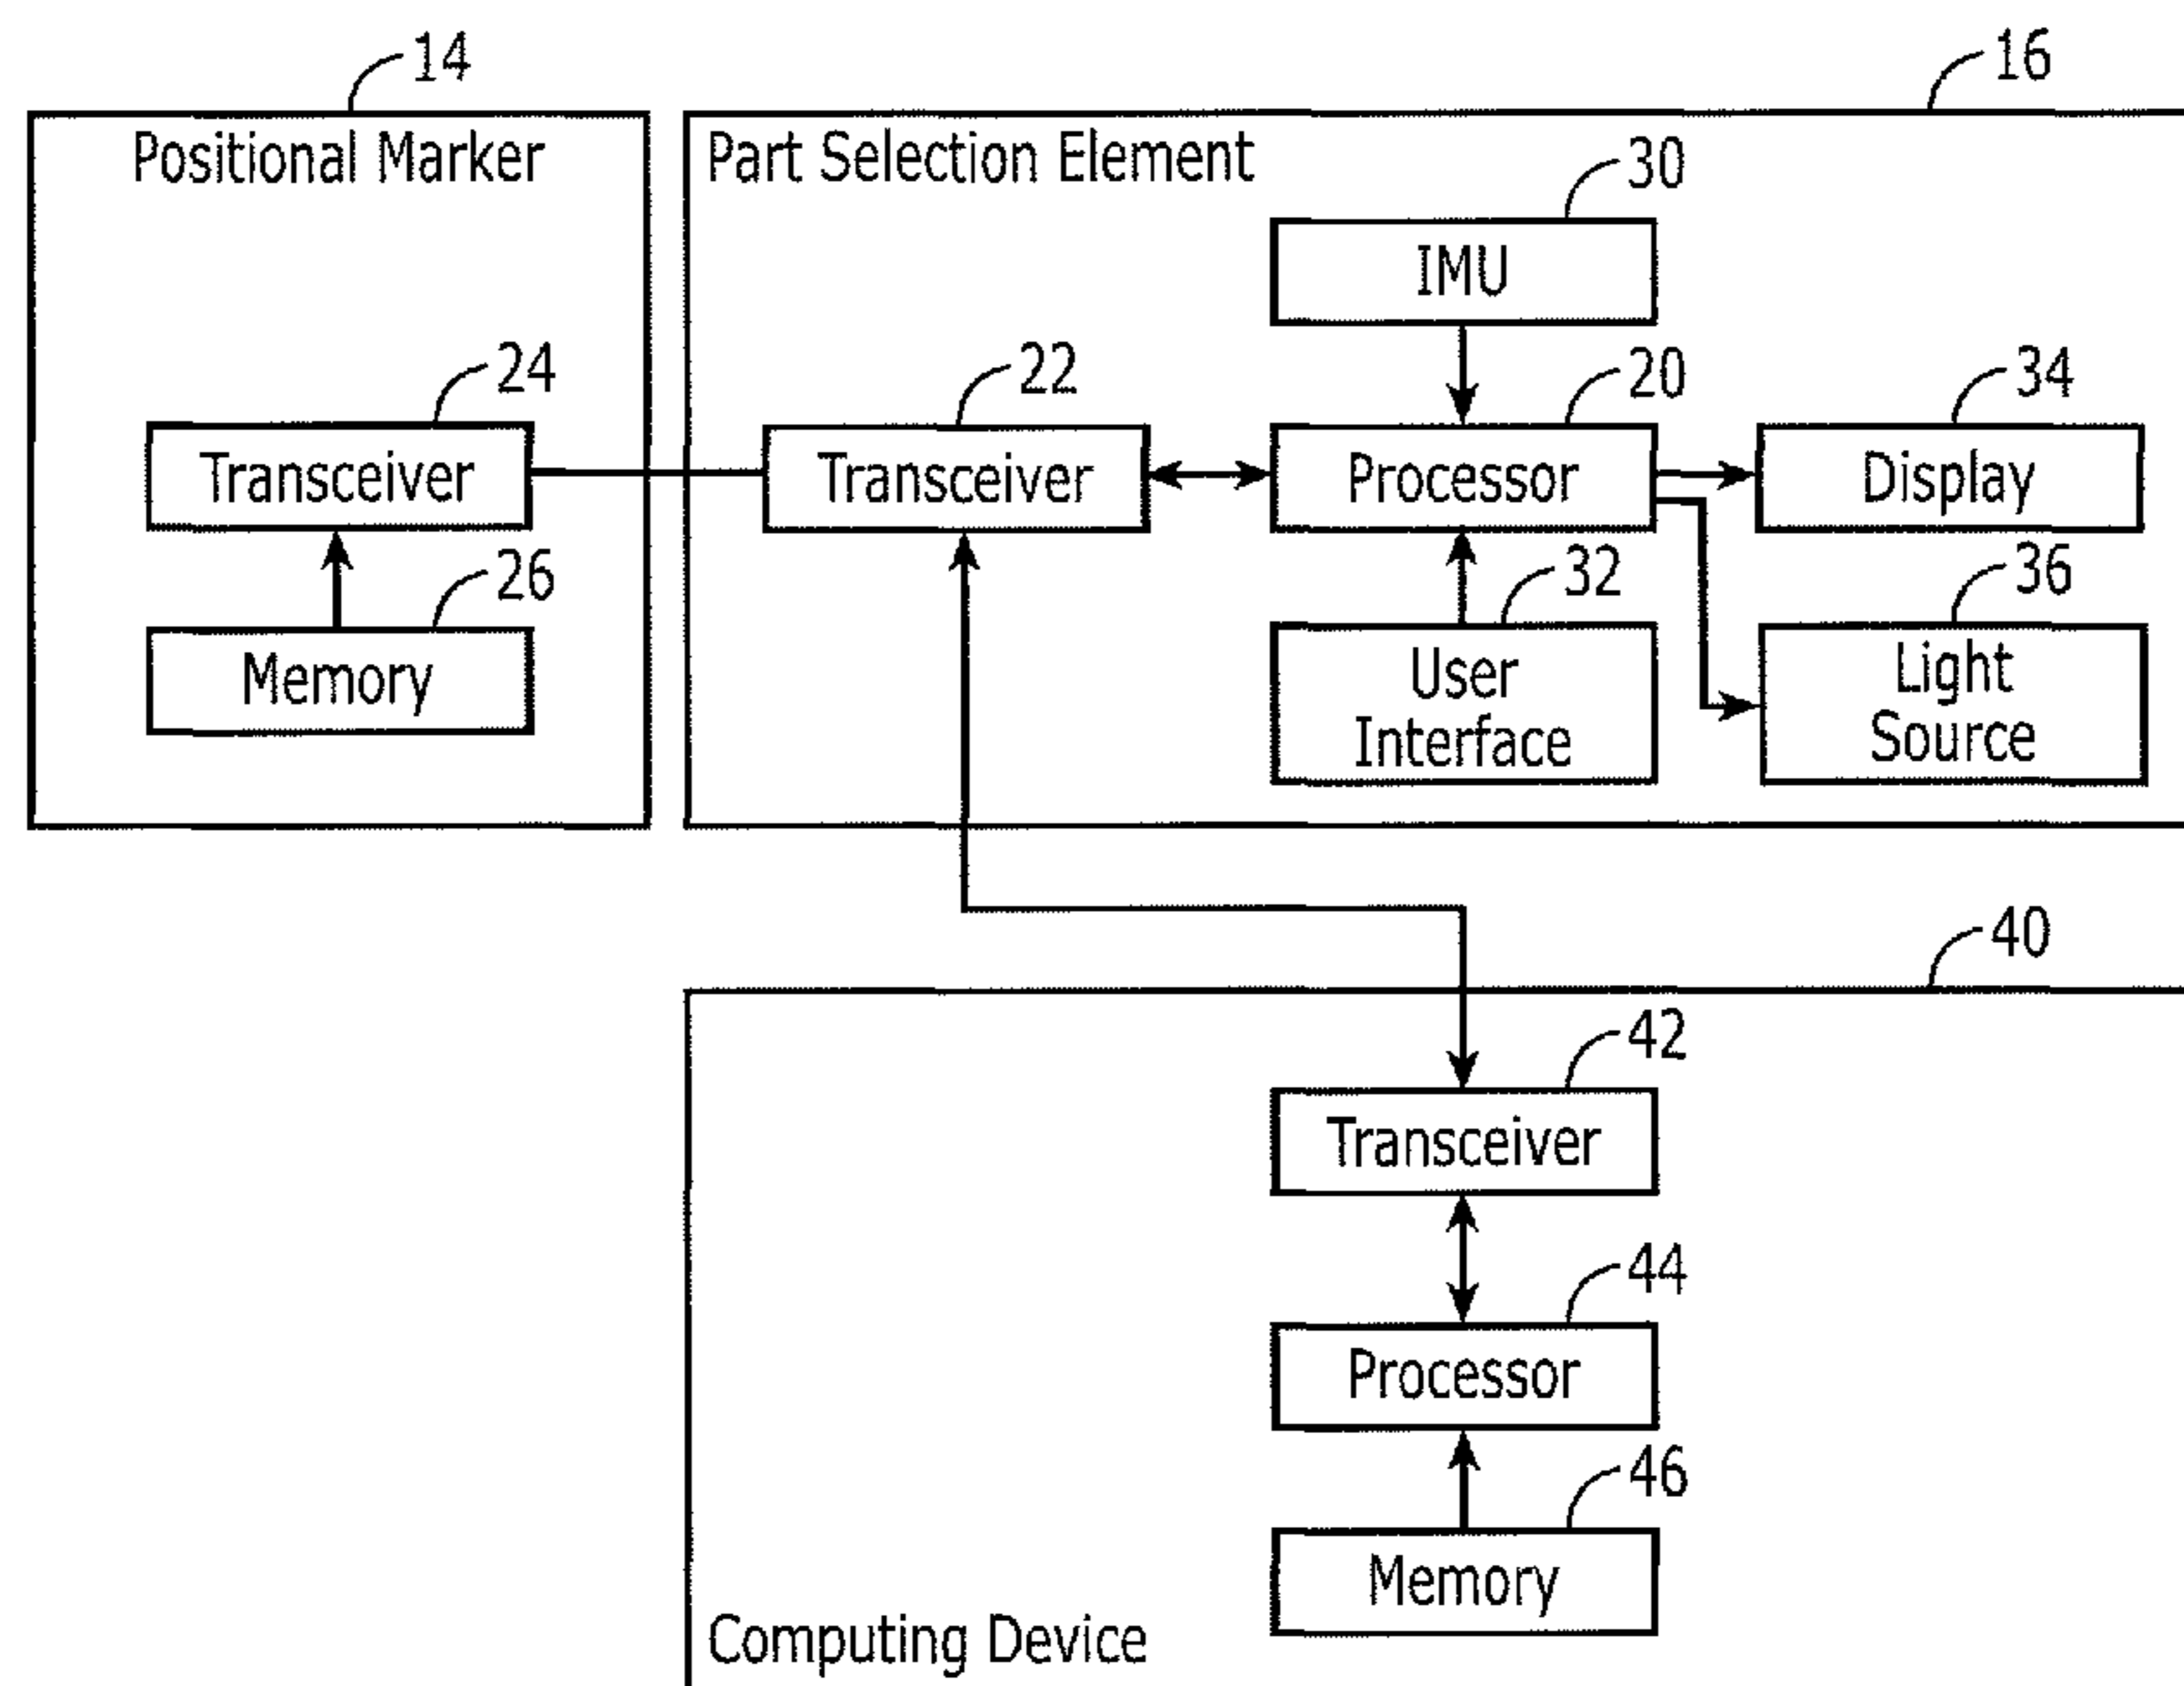 14
16
Positional Marker
Part Selection Element
30
IMU
24
22
20
34
Transceiver
Transceiver
Processor
Display
26
32
36
Memory
User
Interface
Light
Source
40
42
Transceiver
44
Processor
46
Memory
Computing Device